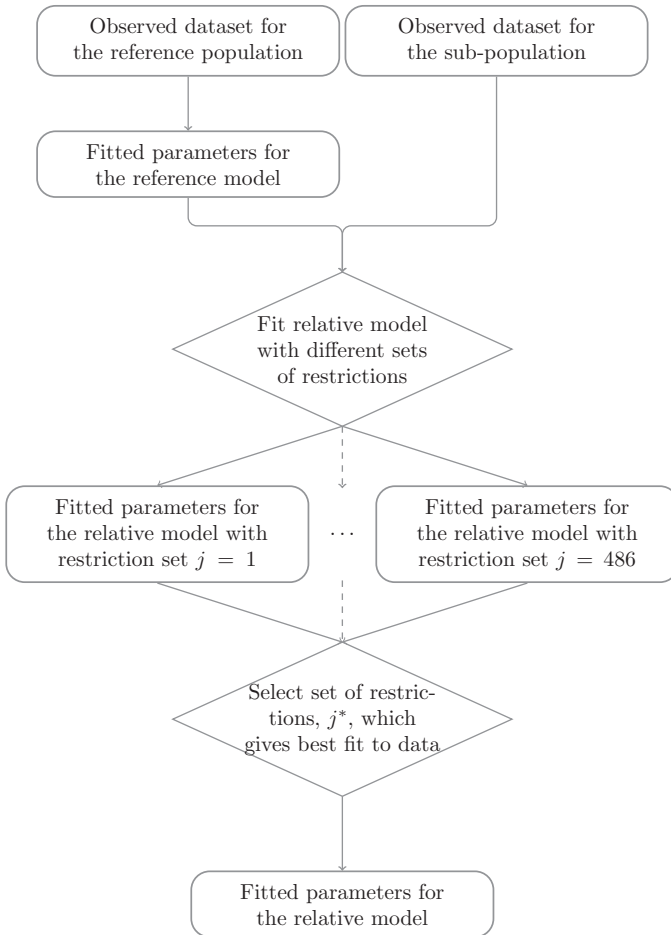 Observed dataset for
the reference population
Observed dataset for
the sub-population
Fitted parameters for
the reference model
Fit relative model
with different sets
of restrictions
Fitted parameters for
the relative model with
restriction set j = 1
...
Fitted parameters for
the relative model with
restriction set j = 486
Select set of restric-
tions, j*, which
gives best fit to data
Fitted parameters for
the relative model